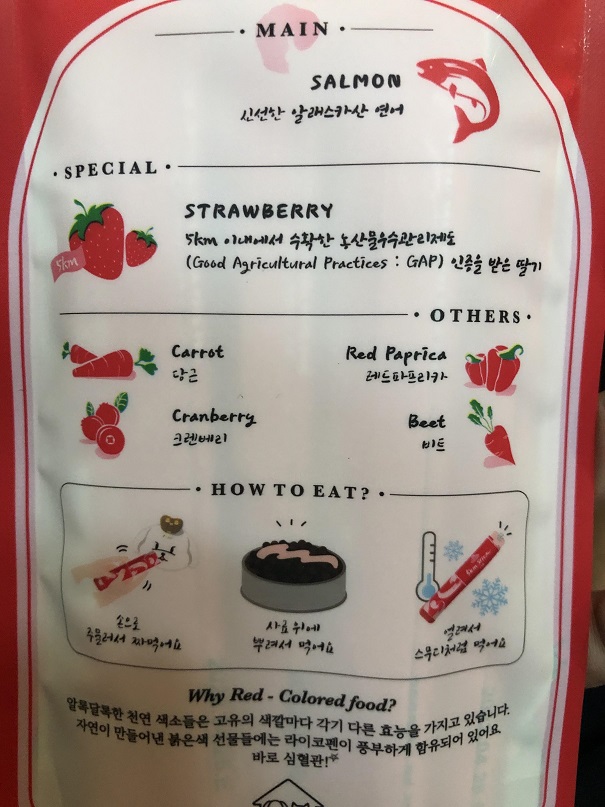 MAIN
SALMON
신선한 알래스카산 연어
SPECIAL
STRAWBERRY
5km
5km 이내에서 수확한 농산물우수관리제도
(Good Agricultural Practices : GAP) 인증을 받은 딸기
OTHERS
Carrot
당근
Red Paprica
레드파프리카
Cranberry
크렌베리
Beet
비트
HOW TO EAT?
손으로
주물러서 짜먹어요
사료 위에
뿌려서 먹어요
얼려서
스무디처럼 먹어요
Why Red - Colored food?
알록달록한 천연 색소들은 고유의 색깔마다 각기 다른 효능을 가지고 있습니다.
자연이 만들어낸 붉은색 선물들에는 라이코펜이 풍부하게 함유되어 있어요
바로 심혈관!